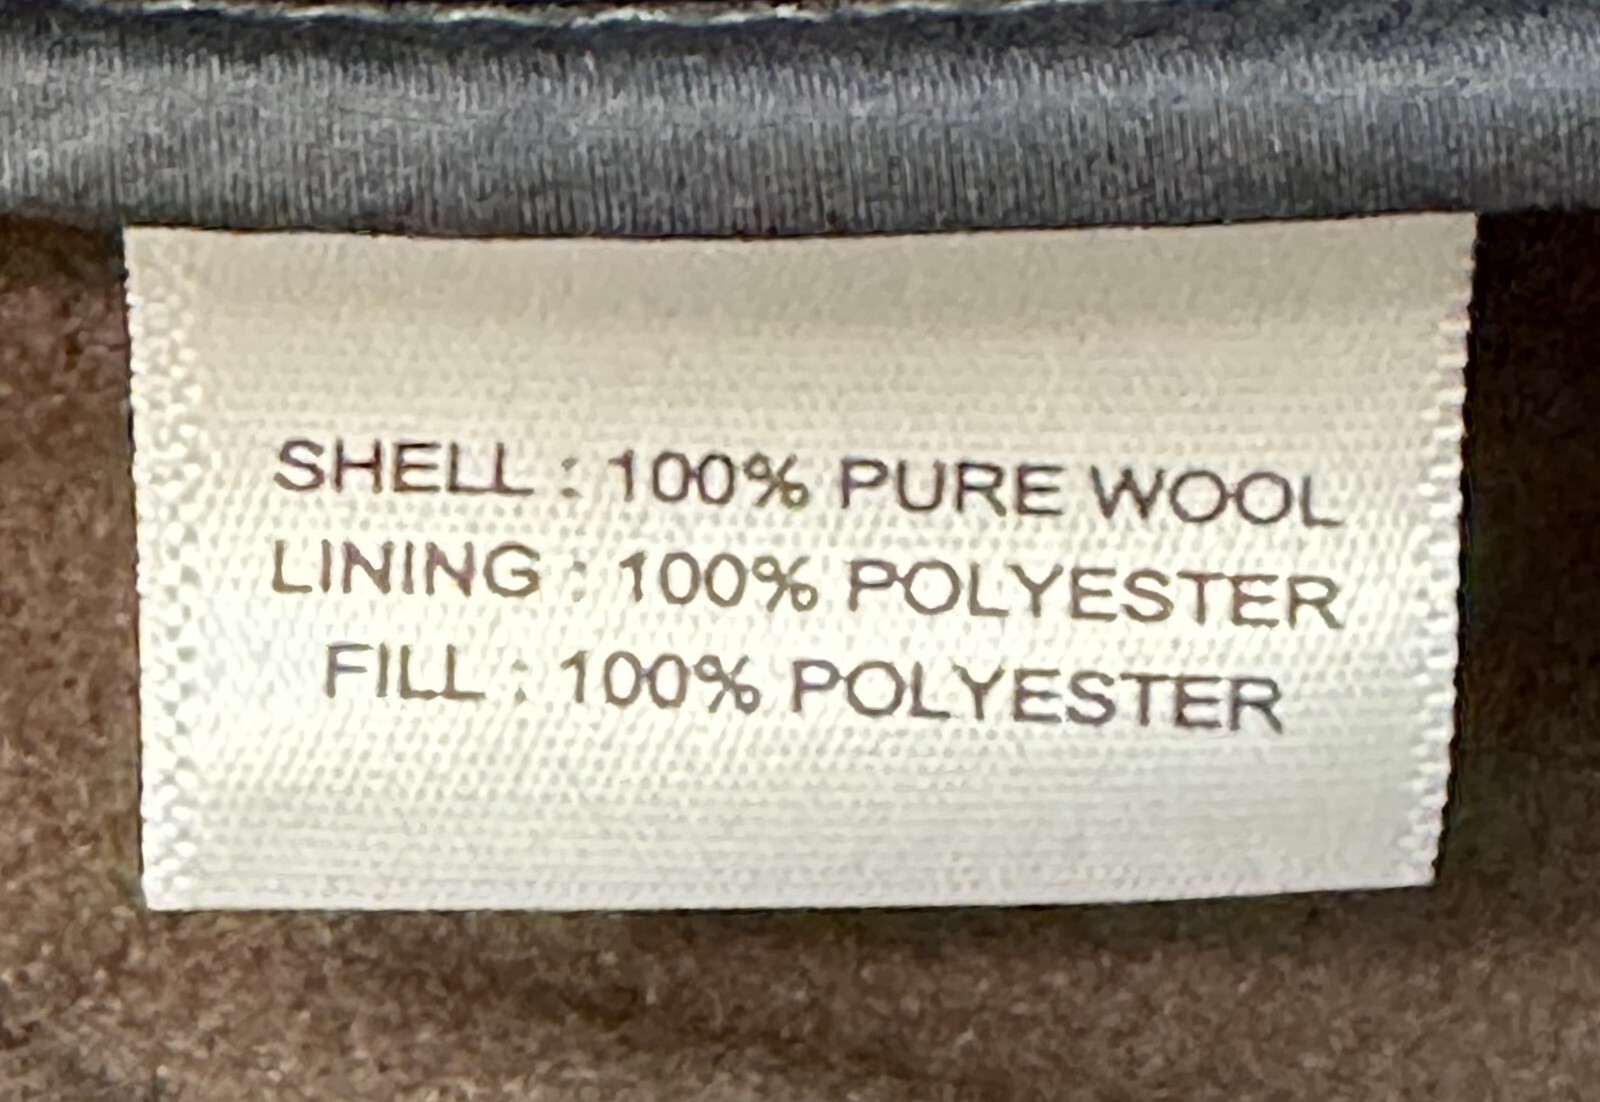 SHELL : 100% PURE WOOL
LINING : 100% POLYESTER
FILL : 100% POLYESTER